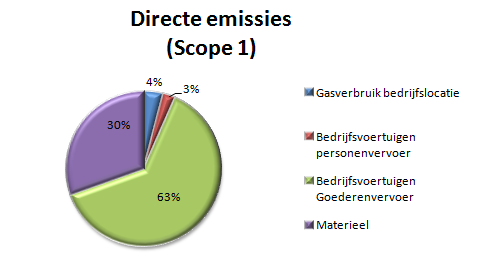 Directe emissies
(Scope 1)
4%
3%
30%
63%
Gasverbruik bedrijfslocatie
Bedrijfsvoertuigen
personenvervoer
Bedrijfsvoertuigen
Goederenvervoer
Materieel